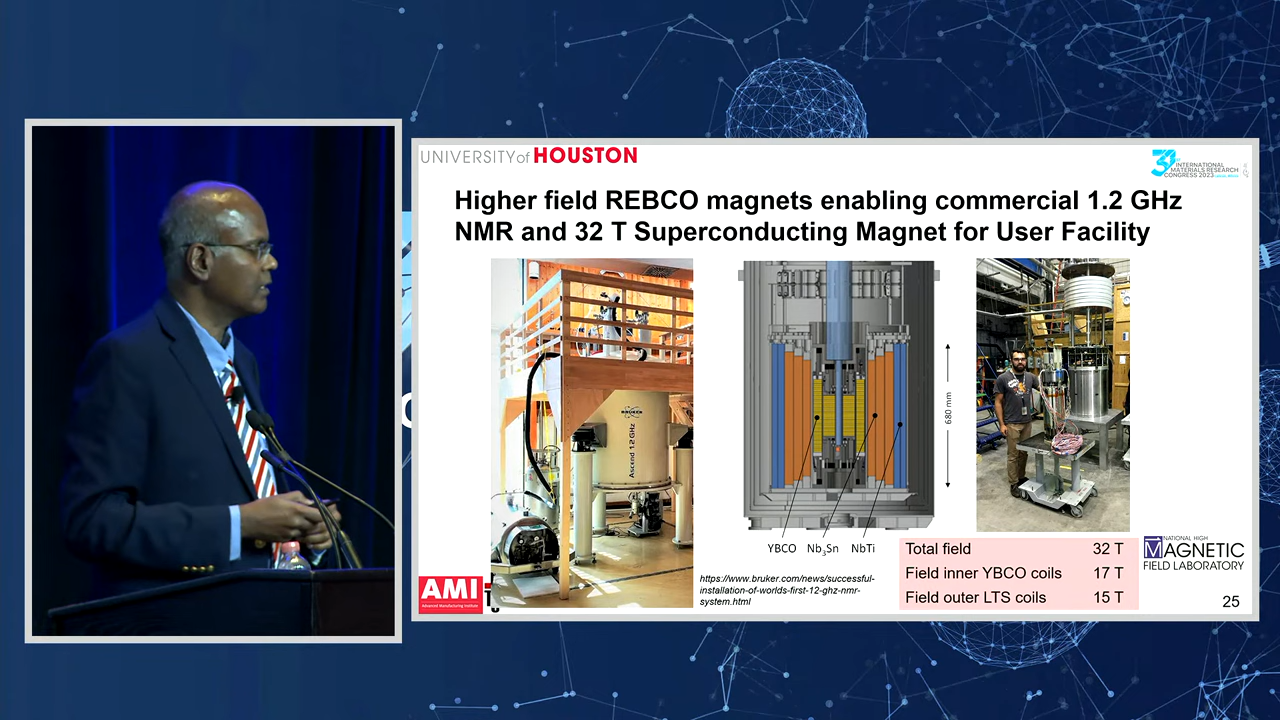 UNIVERSITYof HOUSTON
INTERNATIONAL
MATERIALS RESEARCH
CONGRESS 2023
Higher field REBCO magnets enabling commercial 1.2 GHz
NMR and 32 T Superconducting Magnet for User Facility
BRUKER
Ascend 1.2 GHz
680 mm
YBCO Nb₃Sn NbTi
https://www.bruker.com/news/successful-
installation-of-worlds-first-12-ghz-nmr-
system.html
Total field 32 T
Field inner YBCO coils 17 T
Field outer LTS coils 15 T
NATIONAL HIGH
MAGNETIC
FIELD LABORATORY
AMI
Advanced Manufacturing Institute
25